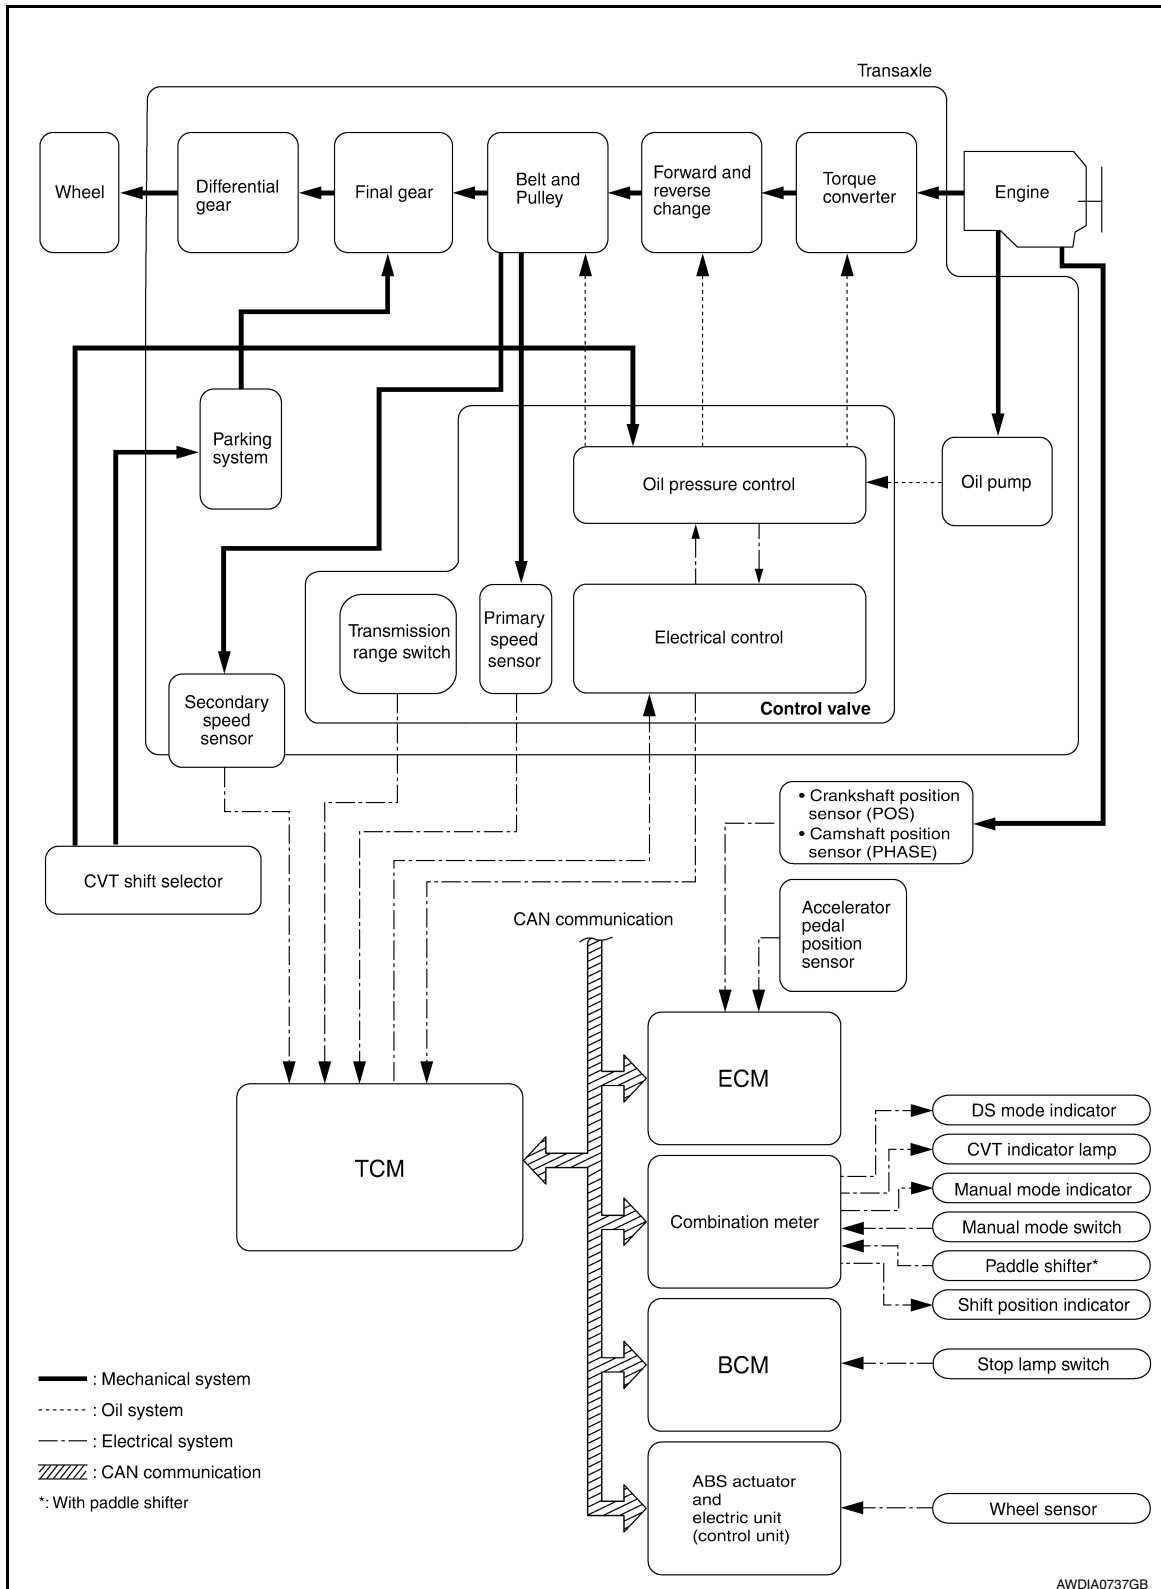 Transaxle
Wheel
Differential
gear
Final gear
Belt and
Pulley
Forward and
reverse
change
Torque
converter
Engine
Parking
system
Oil pressure control
Oil pump
Transmission
range switch
Primary
speed
sensor
Electrical control
Control valve
Secondary
speed
sensor
• Crankshaft position
sensor (POS)
• Camshaft position
sensor (PHASE)
CVT shift selector
CAN communication
Accelerator
pedal
position
sensor
ECM
TCM
DS mode indicator
CVT indicator lamp
Manual mode indicator
Combination meter
Manual mode switch
Paddle shifter*
Shift position indicator
BCM
Stop lamp switch
: Mechanical system
: Oil system
: Electrical system
: CAN communication
*: With paddle shifter
ABS actuator
and
electric unit
(control unit)
Wheel sensor
AWDIA0737GB